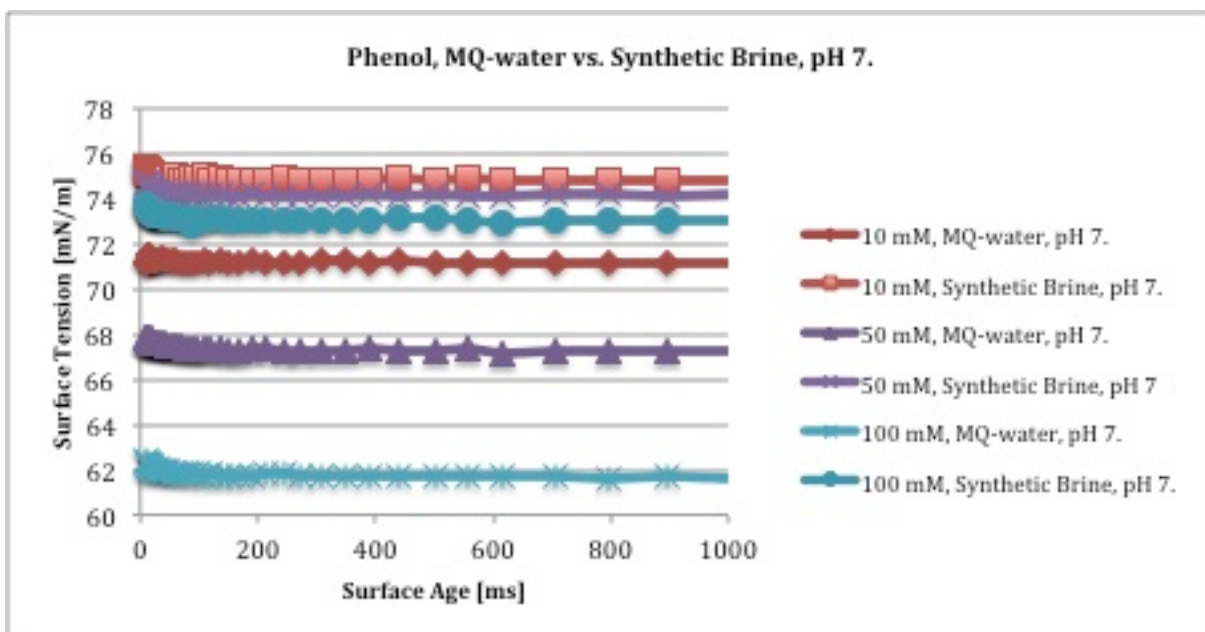 Phenol, MQ-water vs. Synthetic Brine, pH 7.
78
76
74
72
70
68
66
64
62
60
Surface Tension [mN/m]
0 200 400 600 800 1000
Surface Age [ms]
10 mM, MQ-water, pH 7.
10 mM, Synthetic Brine, pH 7.
50 mM, MQ-water, pH 7.
50 mM, Synthetic Brine, pH 7
100 mM, MQ-water, pH 7.
100 mM, Synthetic Brine, pH 7.